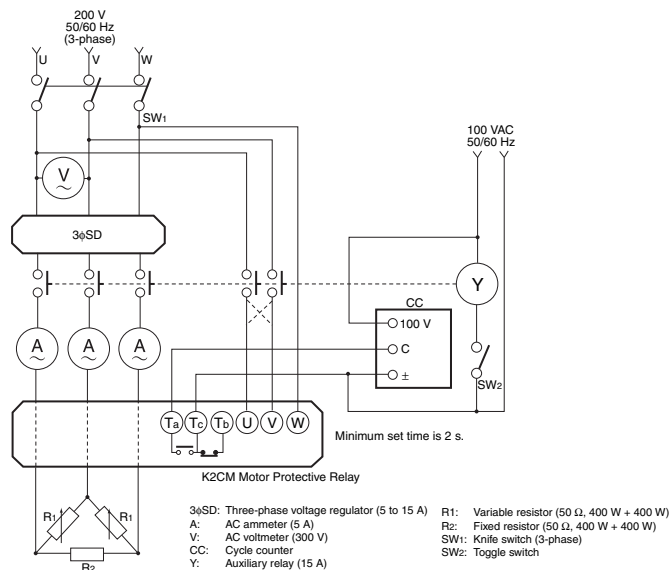 200 V
50/60 Hz
(3-phase)
U
V
W
SW1
100 VAC
50/60 Hz
V
3ϕSD
Y
CC
100 V
A
A
A
C
SW2
±
Ta
Tc
Tb
U
V
W
Minimum set time is 2 s.
K2CM Motor Protective Relay
R1
R1
R2
3ϕSD: Three-phase voltage regulator (5 to 15 A)
A: AC ammeter (5 A)
V: AC voltmeter (300 V)
CC: Cycle counter
Y: Auxiliary relay (15 A)
R1: Variable resistor (50 Ω, 400 W + 400 W)
R2: Fixed resistor (50 Ω, 400 W + 400 W)
SW1: Knife switch (3-phase)
SW2: Toggle switch